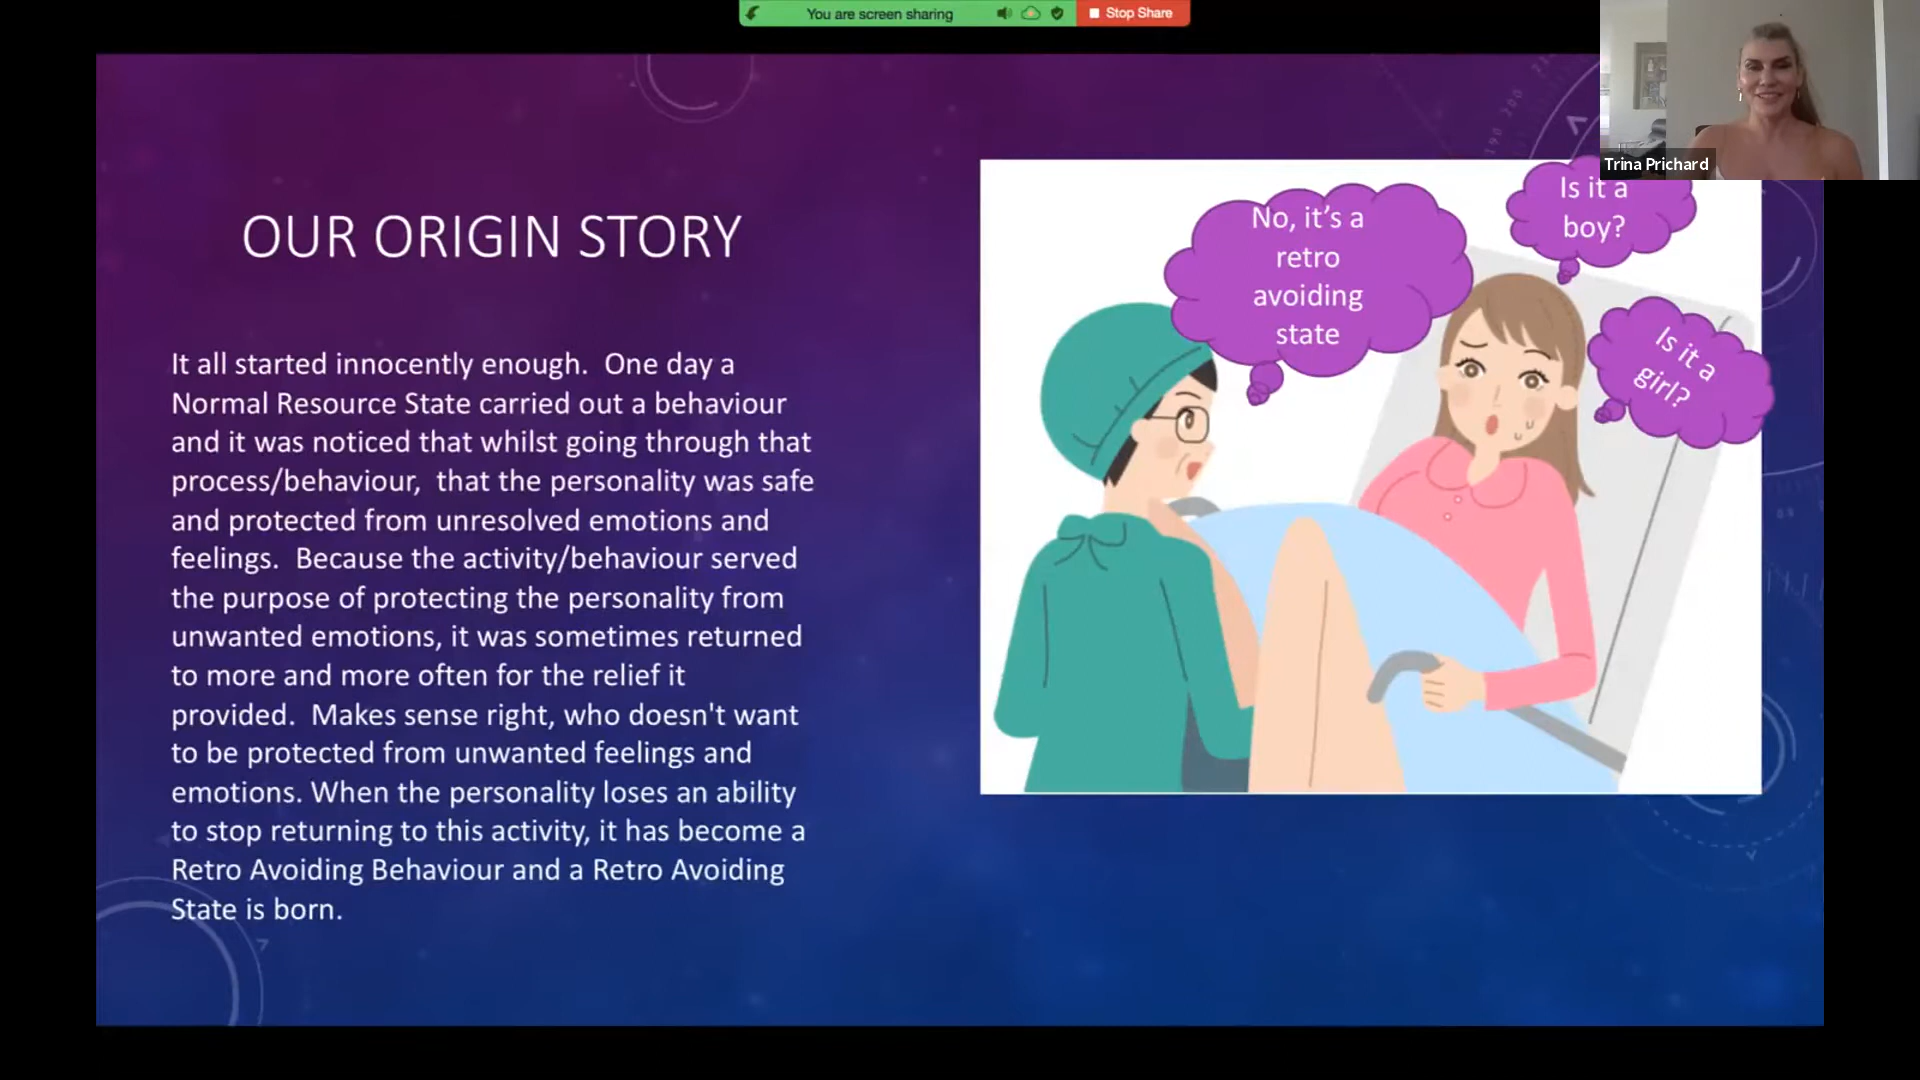 You are screen sharing
Stop Share
Trina Prichard
OUR ORIGIN STORY
It all started innocently enough.  One day a
Normal Resource State carried out a behaviour
and it was noticed that whilst going through that
process/behaviour,  that the personality was safe
and protected from unresolved emotions and
feelings.  Because the activity/behaviour served
the purpose of protecting the personality from
unwanted emotions, it was sometimes returned
to more and more often for the relief it
provided.  Makes sense right, who doesn't want
to be protected from unwanted feelings and
emotions. When the personality loses an ability
to stop returning to this activity, it has become a
Retro Avoiding Behaviour and a Retro Avoiding
State is born.
No, it’s a
retro
avoiding
state
Is it a
boy?
Is it a
girl?